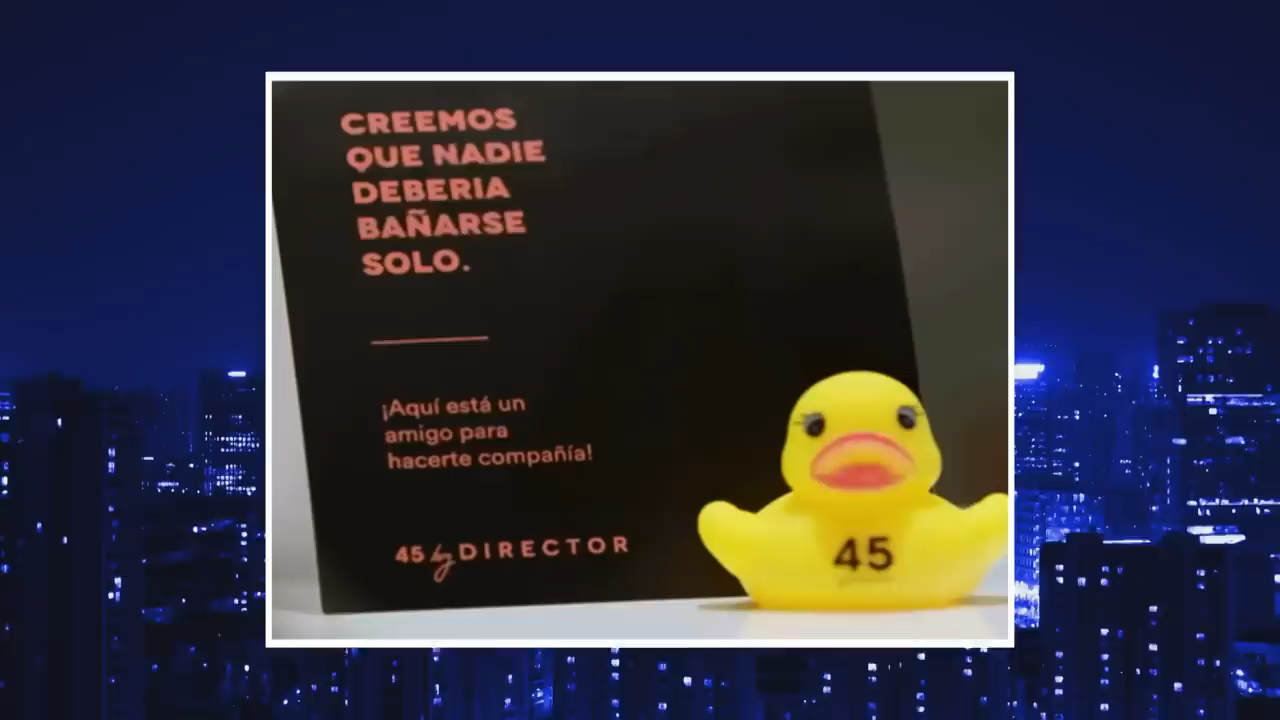 CREEMOS
QUE NADIE
DEBERIA
BAÑARSE
SOLO.
¡Aquí está un
amigo para
hacerte compañía!
45 by DIRECTOR
45